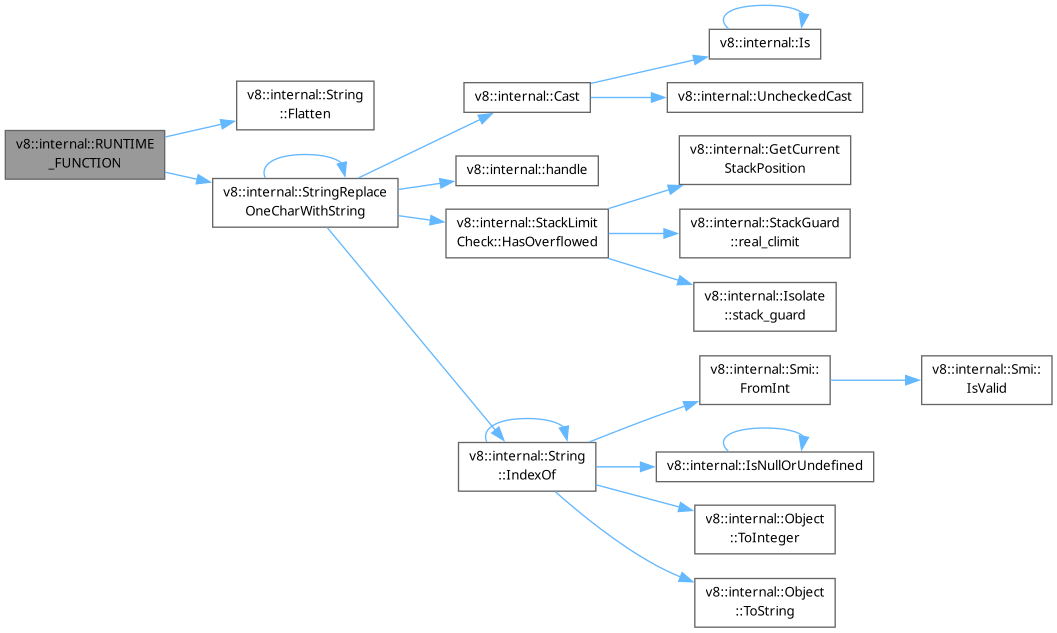 v8::internal::RUNTIME
_FUNCTION
v8::internal::String
::Flatten
v8::internal::StringReplace
OneCharWithString
v8::internal::Cast
v8::internal::Is
v8::internal::UncheckedCast
v8::internal::handle
v8::internal::StackLimit
Check::HasOverflowed
v8::internal::GetCurrent
StackPosition
v8::internal::StackGuard
::real_climit
v8::internal::Isolate
::stack_guard
v8::internal::String
::IndexOf
v8::internal::Smi::
FromInt
v8::internal::Smi::
IsValid
v8::internal::IsNullOrUndefined
v8::internal::Object
::ToInteger
v8::internal::Object
::ToString